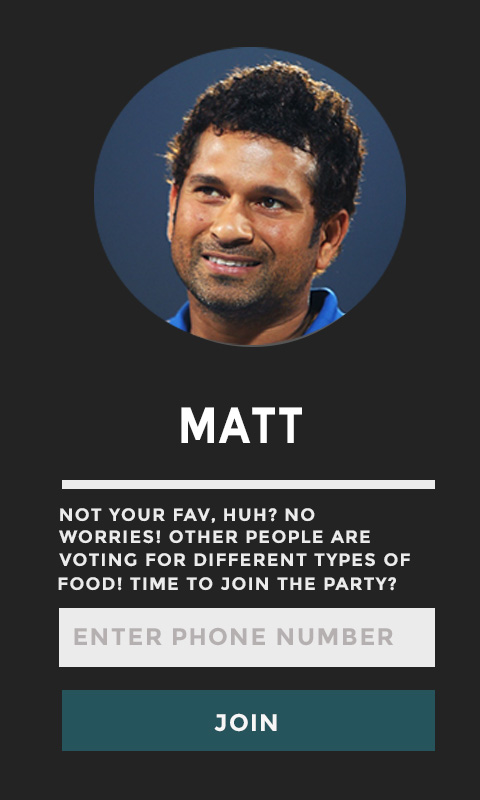 MATT
NOT YOUR FAV, HUH? NO
WORRIES! OTHER PEOPLE ARE
VOTING FOR DIFFERENT TYPES OF
FOOD! TIME TO JOIN THE PARTY?
ENTER PHONE NUMBER
JOIN